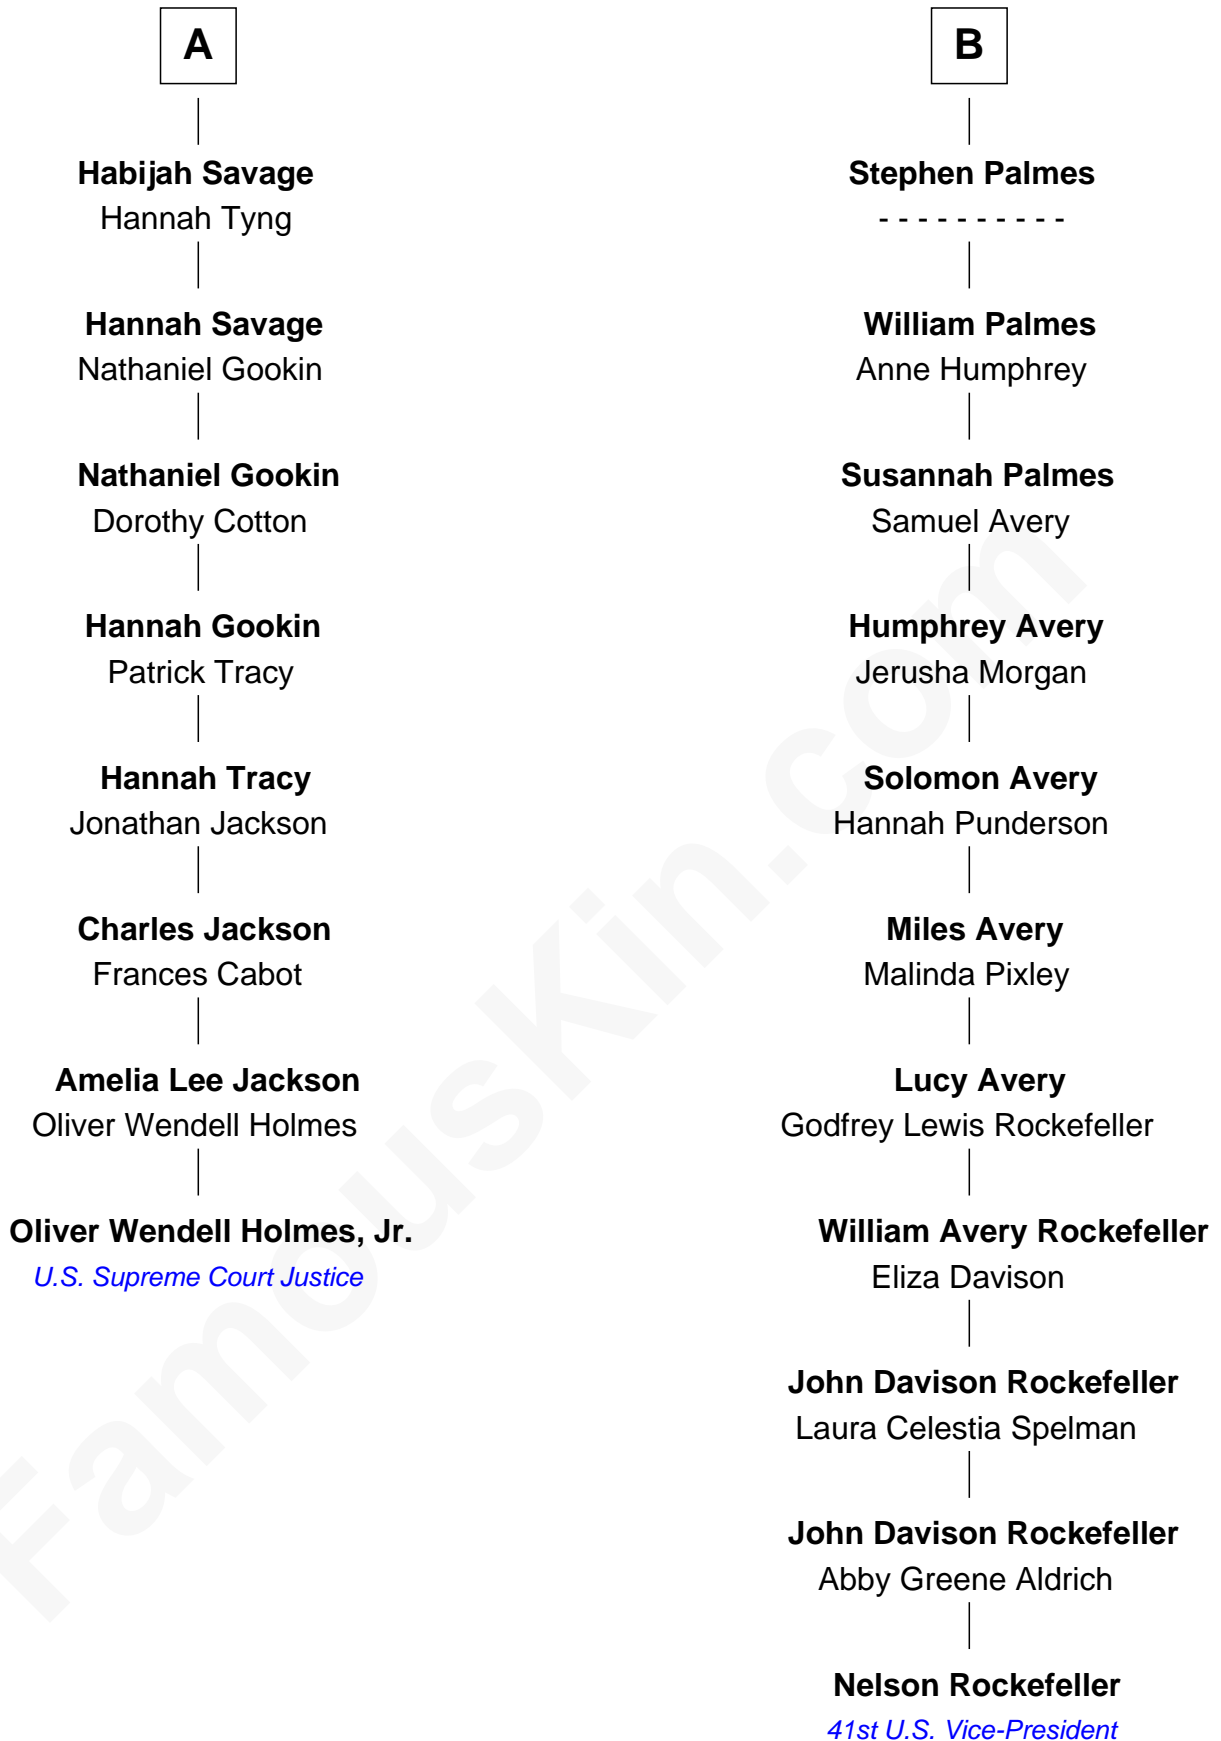 A
Habijah Savage
Hannah Tyng
Hannah Savage
Nathaniel Gookin
Nathaniel Gookin
Dorothy Cotton
Hannah Gookin
Patrick Tracy
Hannah Tracy
Jonathan Jackson
Charles Jackson
Frances Cabot
Amelia Lee Jackson
Oliver Wendell Holmes
Oliver Wendell Holmes, Jr.
U.S. Supreme Court Justice
B
Stephen Palmes
- - - - - - - - - -
William Palmes
Anne Humphrey
Susannah Palmes
Samuel Avery
Humphrey Avery
Jerusha Morgan
Solomon Avery
Hannah Punderson
Miles Avery
Malinda Pixley
Lucy Avery
Godfrey Lewis Rockefeller
William Avery Rockefeller
Eliza Davison
John Davison Rockefeller
Laura Celestia Spelman
John Davison Rockefeller
Abby Greene Aldrich
Nelson Rockefeller
41st U.S. Vice-President
FamousKin.com